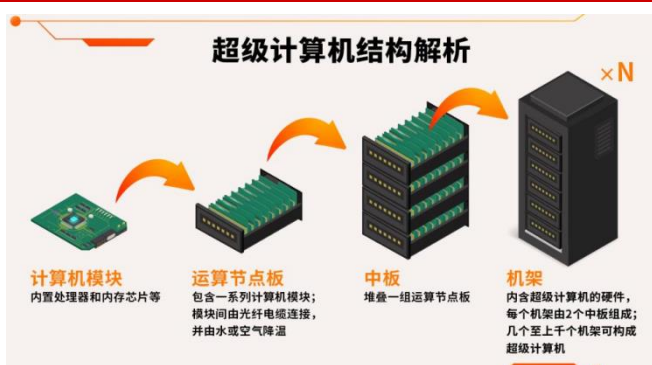 超级计算机结构解析
×N
计算机模块
内置处理器和内存芯片等
运算节点板
包含一系列计算机模块；
模块间由光纤电缆连接，
并由水或空气降温
中板
堆叠一组运算节点板
机架
内含超级计算机的硬件，
每个机架由2个中板组成；
几个至上千个机架可构成
超级计算机